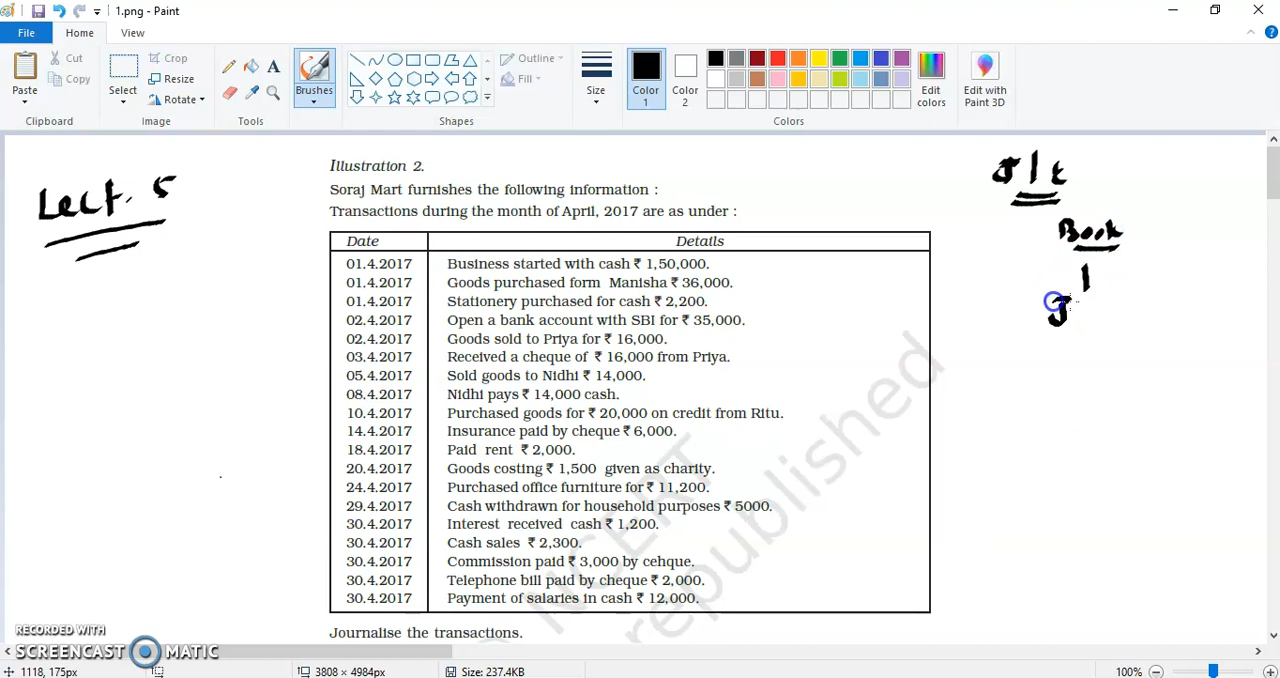 1.png - Paint
File Home View
Paste
Cut
Copy
Clipboard
Select
Crop
Resize
Rotate
Image
Tools
Brushes
Shapes
Outline
Fill
Size
Color 1
Color 2
Colors
Edit colors
Edit with Paint 3D
Lect. 5
Illustration 2.
Soraj Mart furnishes the following information :
Transactions during the month of April, 2017 are as under :
Date Details
01.4.2017 Business started with cash ₹ 1,50,000.
01.4.2017 Goods purchased form Manisha ₹ 36,000.
01.4.2017 Stationery purchased for cash ₹ 2,200.
02.4.2017 Open a bank account with SBI for ₹ 35,000.
02.4.2017 Goods sold to Priya for ₹ 16,000.
03.4.2017 Received a cheque of ₹ 16,000 from Priya.
05.4.2017 Sold goods to Nidhi ₹ 14,000.
08.4.2017 Nidhi pays ₹ 14,000 cash.
10.4.2017 Purchased goods for ₹ 20,000 on credit from Ritu.
14.4.2017 Insurance paid by cheque ₹ 6,000.
18.4.2017 Paid rent ₹ 2,000.
20.4.2017 Goods costing ₹ 1,500 given as charity.
24.4.2017 Purchased office furniture for ₹ 11,200.
29.4.2017 Cash withdrawn for household purposes ₹ 5000.
30.4.2017 Interest received cash ₹ 1,200.
30.4.2017 Cash sales ₹ 2,300.
30.4.2017 Commission paid ₹ 3,000 by cehque.
30.4.2017 Telephone bill paid by cheque ₹ 2,000.
30.4.2017 Payment of salaries in cash ₹ 12,000.
Journalise the transactions.
NCERT
republished
Book
J
RECORDED WITH
SCREENCAST MATIC
1118, 175px
3808 × 4984px
Size: 237.4KB
100%